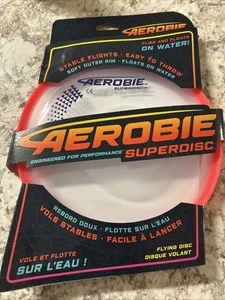 AEROBIE
FLIES AND FLOATS
ON WATER!
STABLE FLIGHTS - EASY TO THROW
SOFT OUTER RIM - FLOATS ON WATER
AEROBIE
SUPERDISC
AEROBIE
ENGINEERED FOR PERFORMANCE
SUPERDISC
REBORD DOUX - FLOTTE SUR L'EAU
VOLS STABLES - FACILE À LANCER
VOLE ET FLOTTE
SUR L'EAU !
FLYING DISC
DISQUE VOLANT